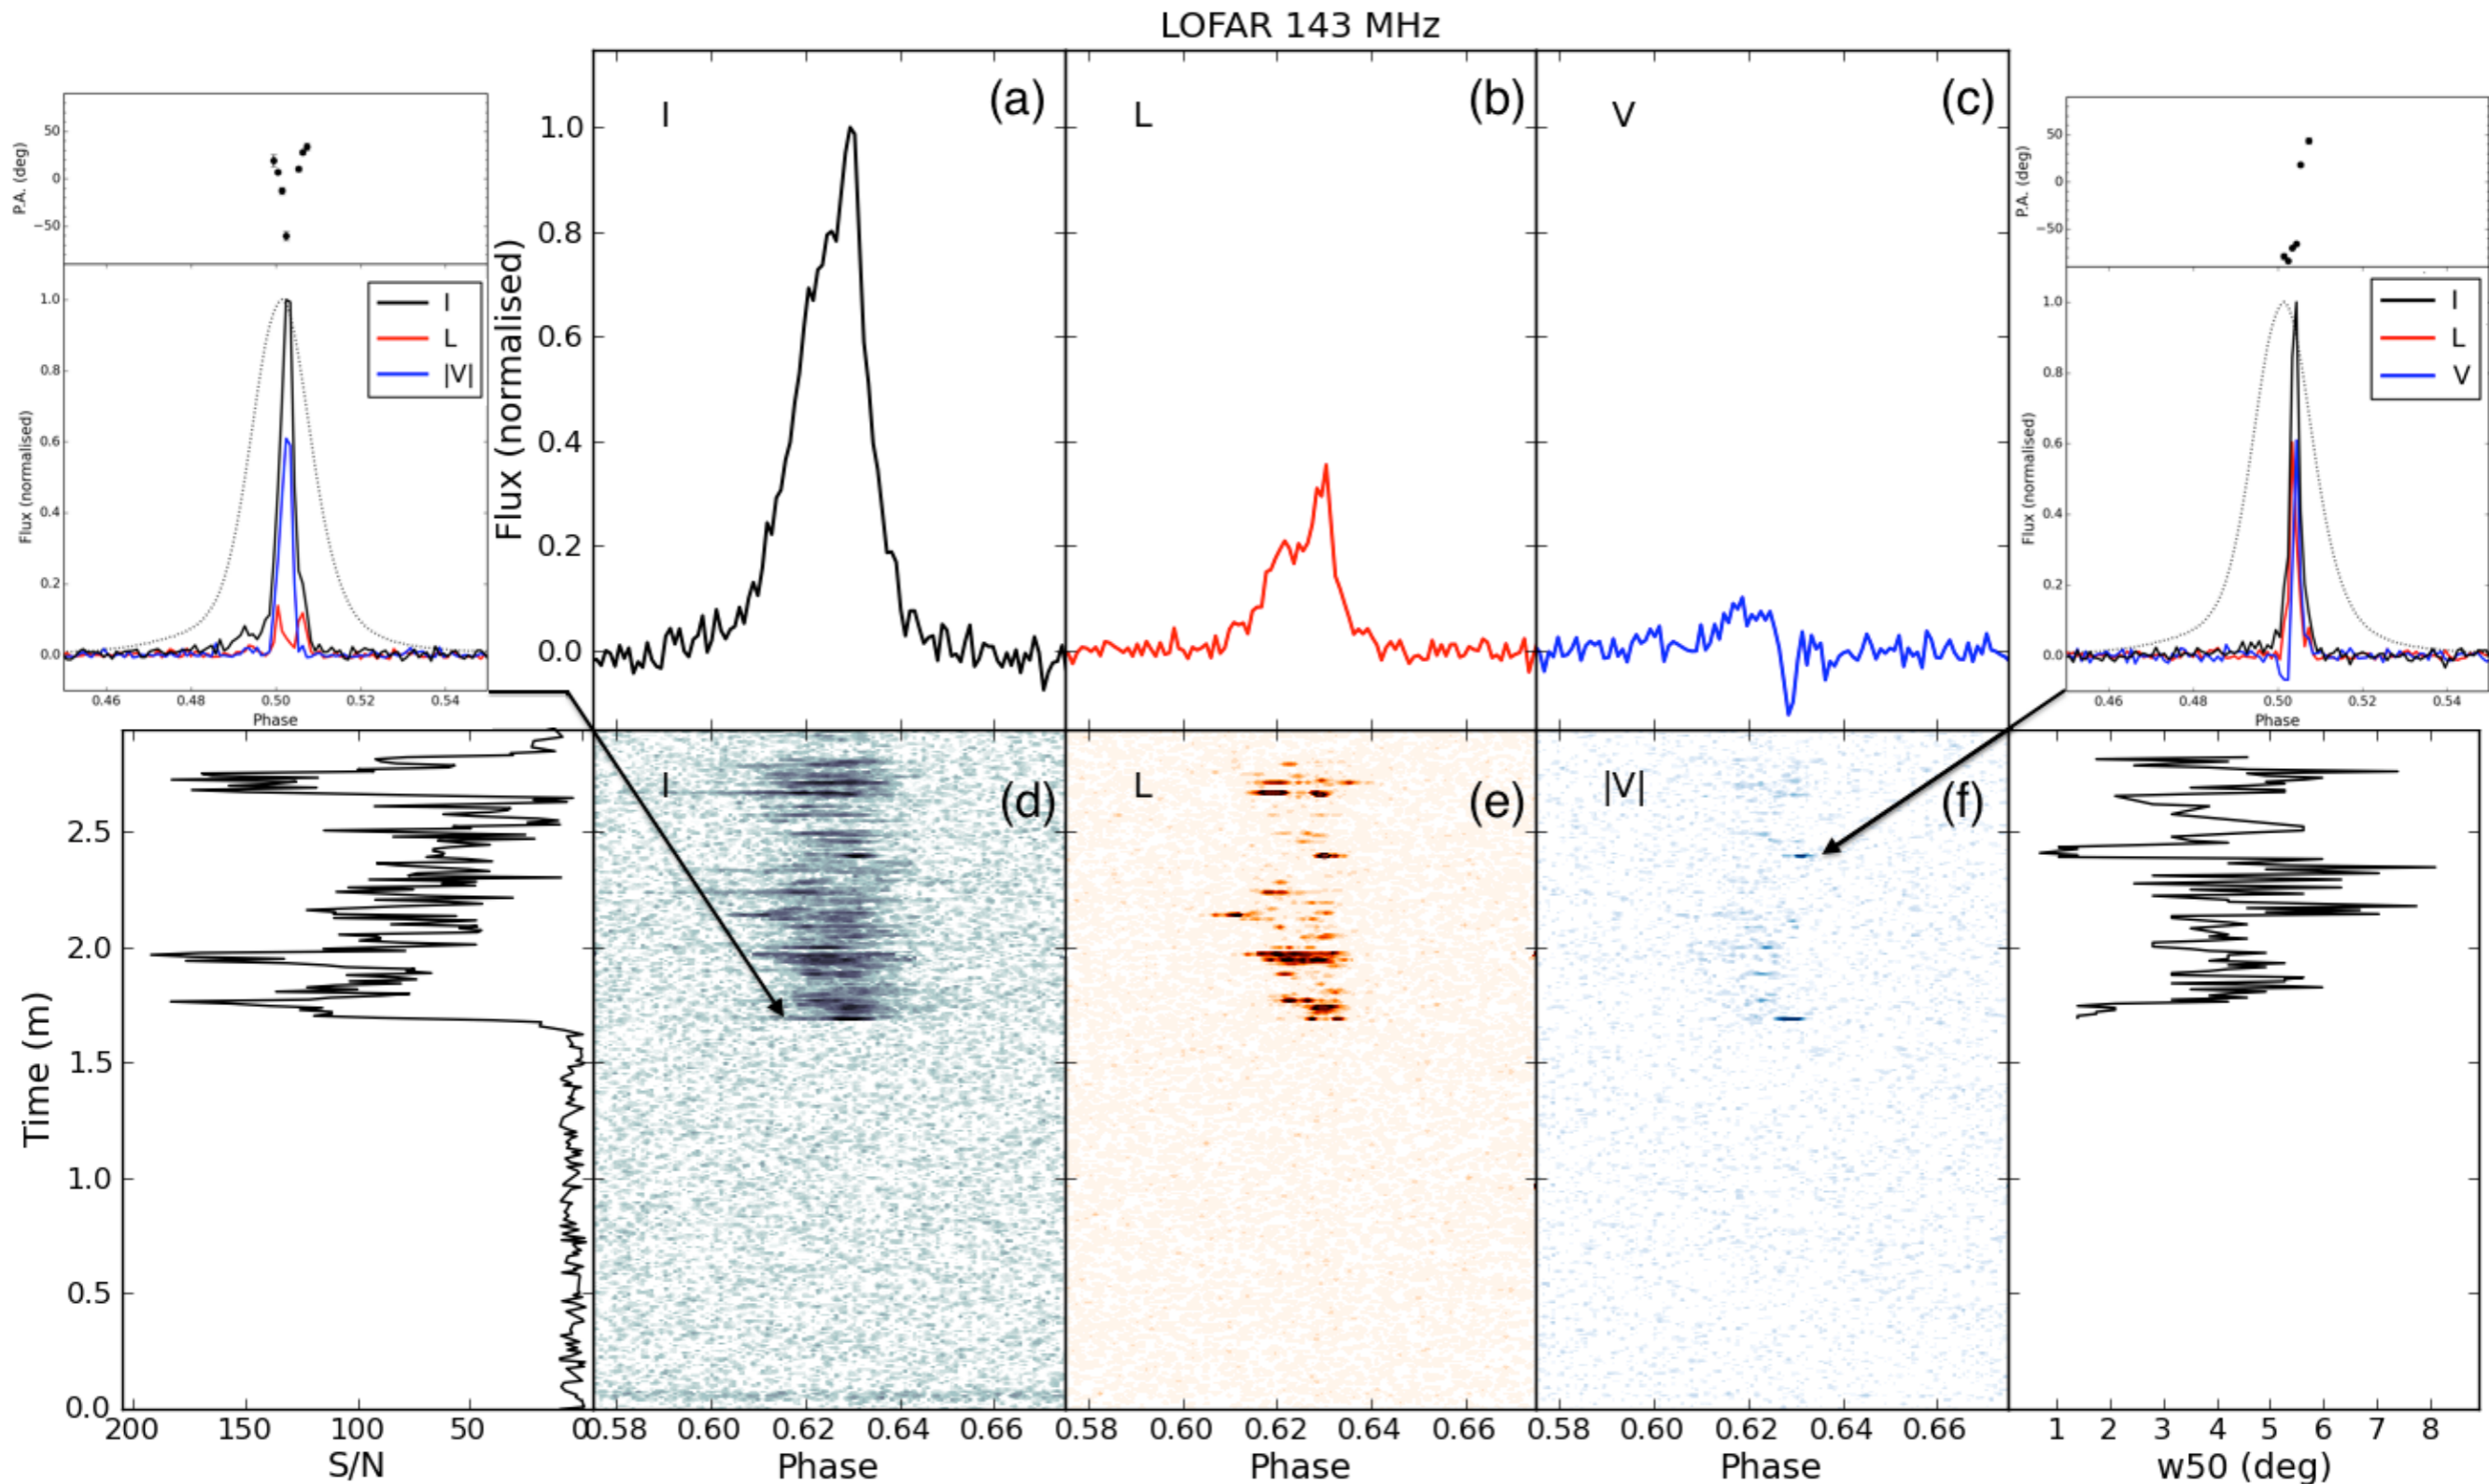 LOFAR 143 MHz
50
0
−50
P.A. (deg)
I
L
|V|
1.0
0.8
0.6
0.4
0.2
0.0
Flux (normalised)
0.46 0.48 0.50 0.52 0.54
Phase
Flux (normalised)
1.0
0.8
0.6
0.4
0.2
0.0
I (a)
L (b)
V (c)
50
0
−50
P.A. (deg)
I
L
V
1.0
0.8
0.6
0.4
0.2
0.0
Flux (normalised)
0.46 0.48 0.50 0.52 0.54
Phase
Time (m)
2.5
2.0
1.5
1.0
0.5
0.0
200 150 100 50 0
S/N
I (d)
0.58 0.60 0.62 0.64 0.66
Phase
L (e)
0.58 0.60 0.62 0.64 0.66
Phase
|V| (f)
0.58 0.60 0.62 0.64 0.66
Phase
1 2 3 4 5 6 7 8
w50 (deg)